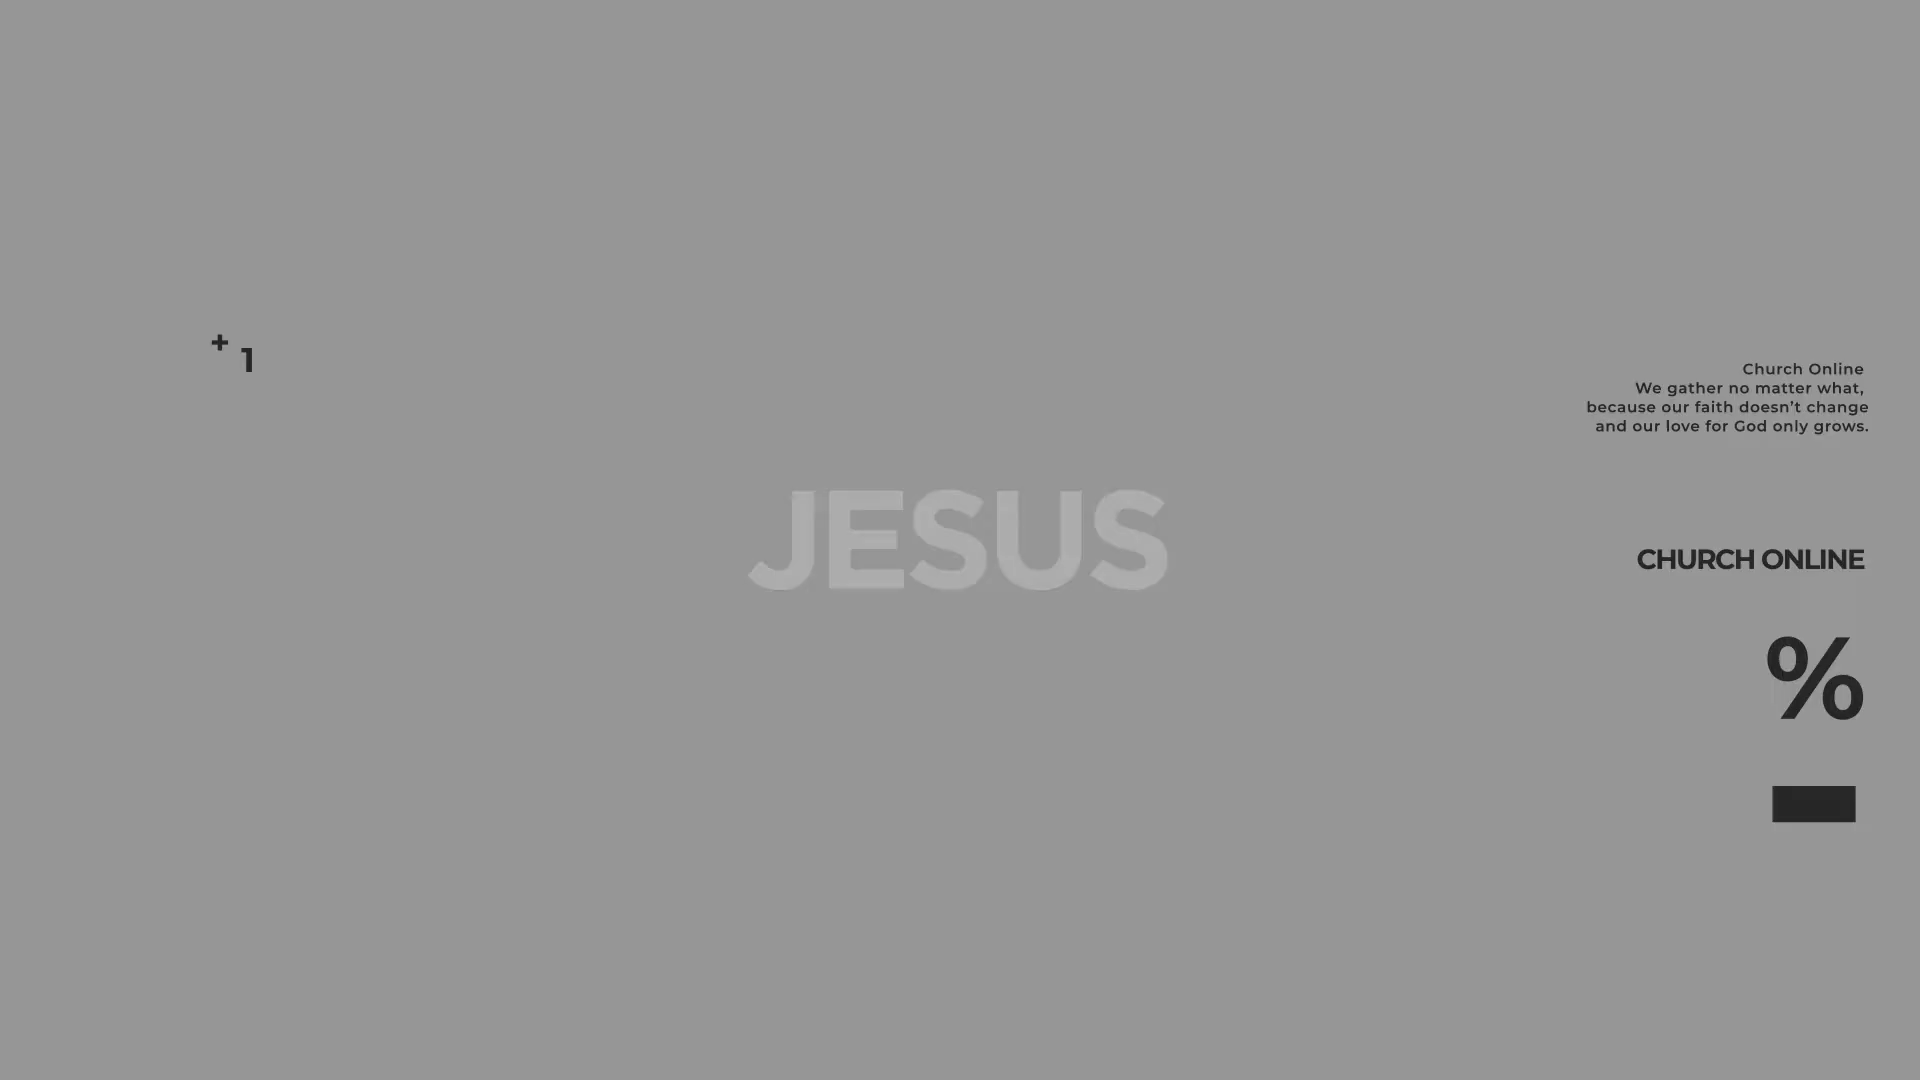 + 1
Church Online
We gather no matter what,
because our faith doesn’t change
and our love for God only grows.
JESUS
CHURCH ONLINE
%